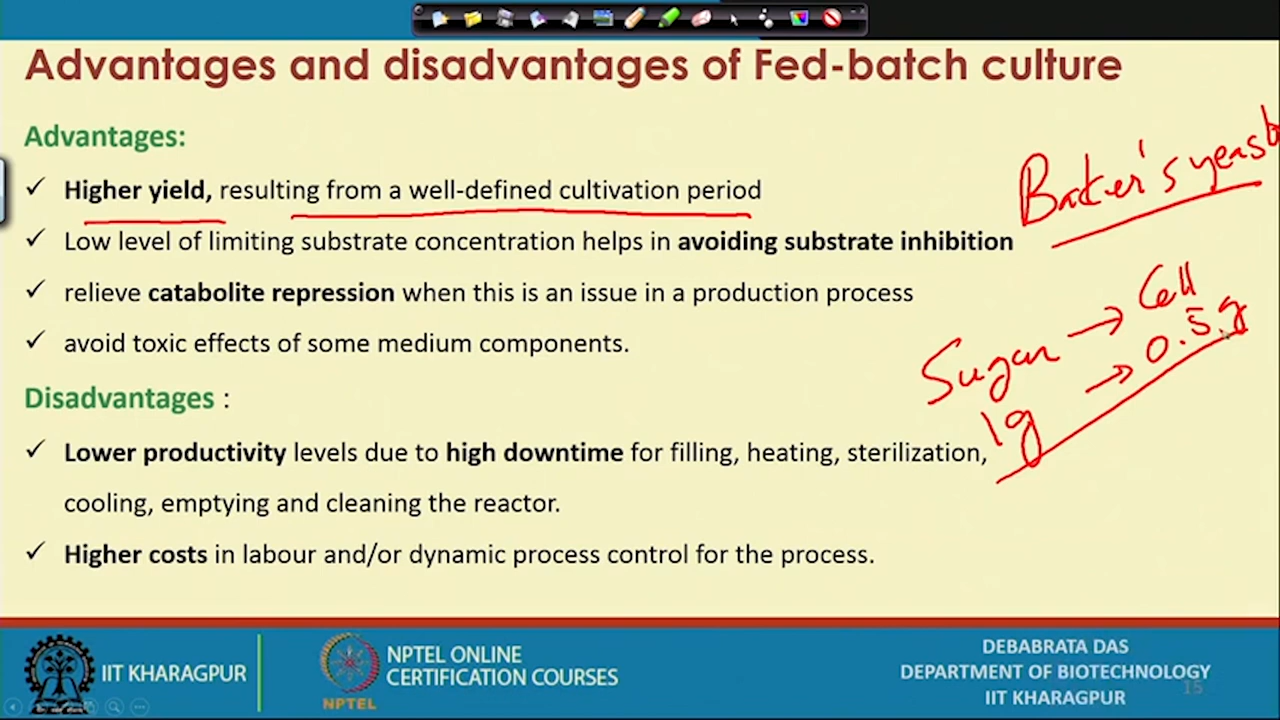 Advantages and disadvantages of Fed-batch culture
Advantages:
✓ Higher yield, resulting from a well-defined cultivation period
✓ Low level of limiting substrate concentration helps in avoiding substrate inhibition
✓ relieve catabolite repression when this is an issue in a production process
✓ avoid toxic effects of some medium components.
Disadvantages :
✓ Lower productivity levels due to high downtime for filling, heating, sterilization,
cooling, emptying and cleaning the reactor.
✓ Higher costs in labour and/or dynamic process control for the process.
Baker's yeast
Sugar → Cell
1g → 0.5g
IIT KHARAGPUR
NPTEL
NPTEL ONLINE
CERTIFICATION COURSES
DEBABRATA DAS
DEPARTMENT OF BIOTECHNOLOGY
IIT KHARAGPUR
15